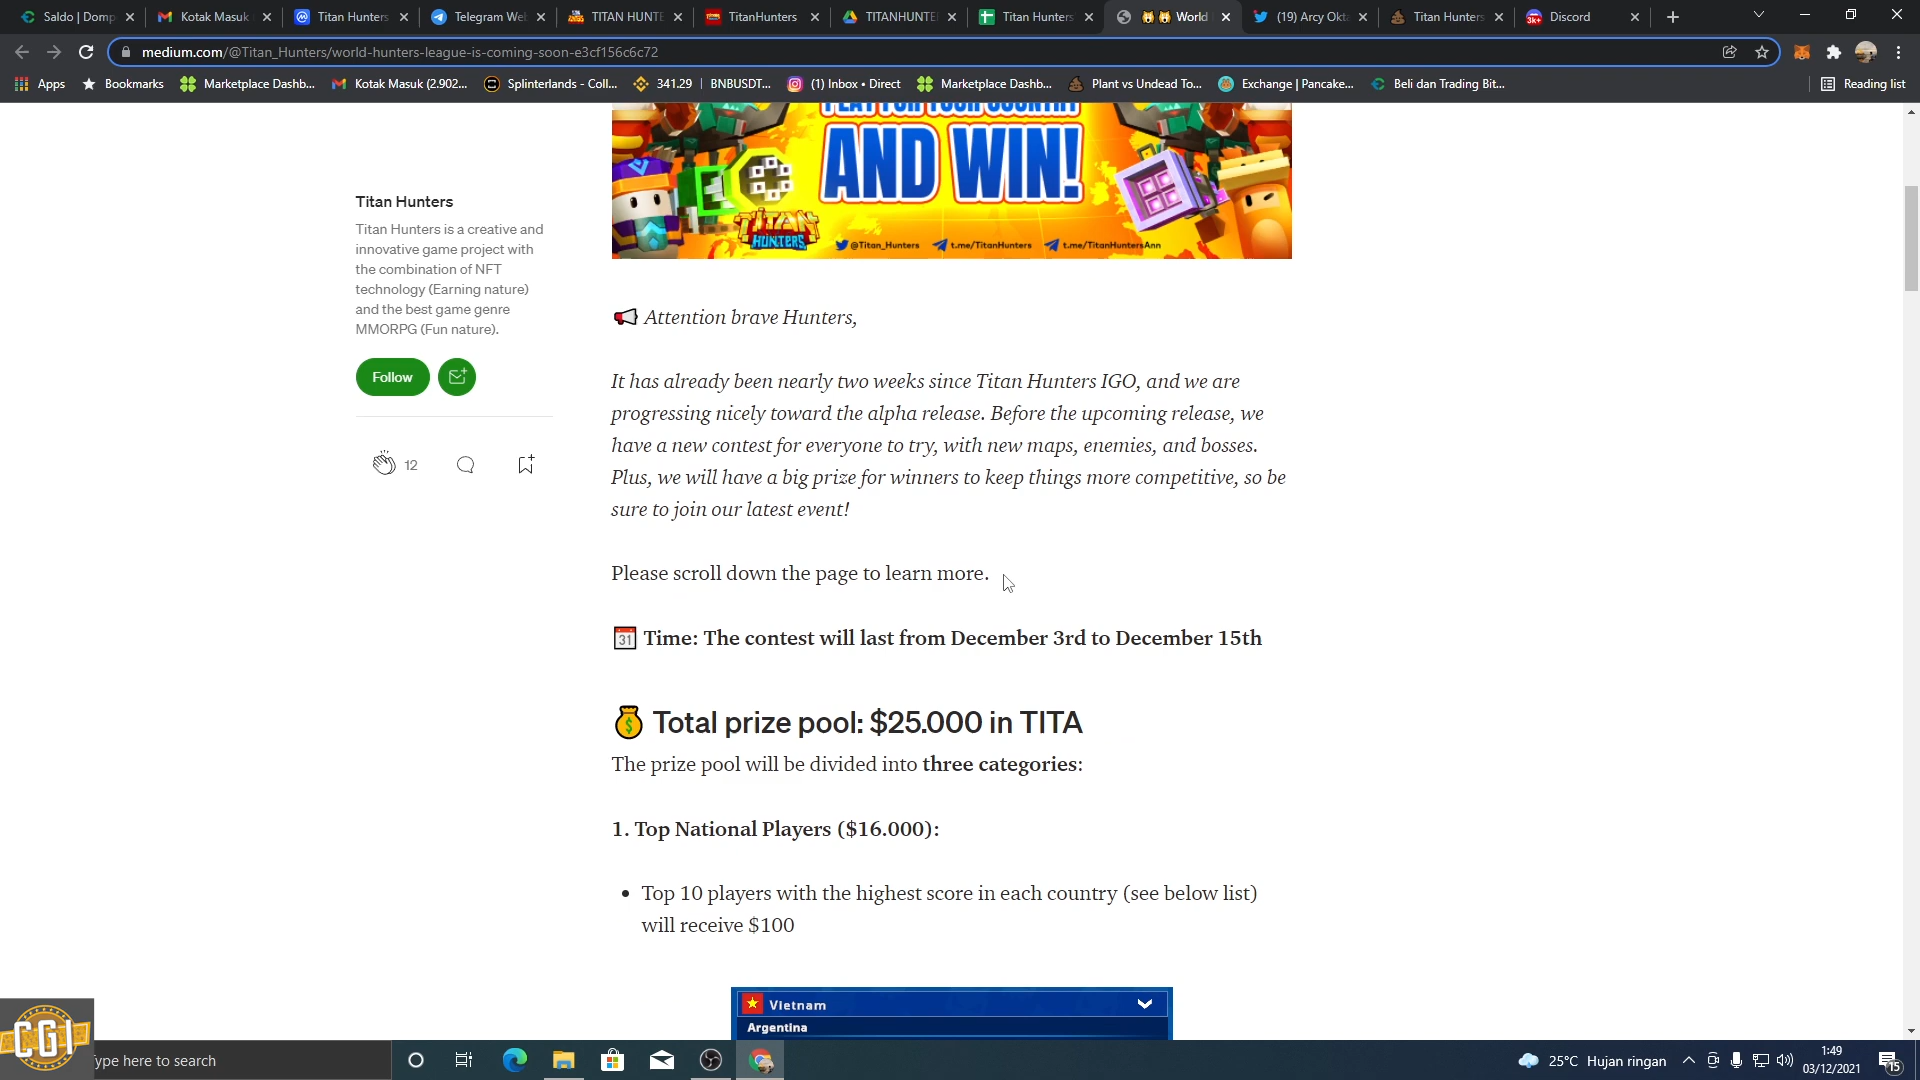 Saldo | Domp
Kotak Masuk
Titan Hunters
Telegram We
TITAN HUNTE
TitanHunters
TITANHUNTE
Titan Hunters
World
(19) Arcy Okt
Titan Hunters
Discord
medium.com/@Titan_Hunters/world-hunters-league-is-coming-soon-e3cf156c6c72
Apps
Bookmarks
Marketplace Dashb...
Kotak Masuk (2.902...
Splinterlands - Coll...
341.29 | BNBUSDT...
(1) Inbox • Direct
Marketplace Dashb...
Plant vs Undead To...
Exchange | Pancake...
Beli dan Trading Bit...
Reading list
PLAY FOR YOUR COUNTRY
AND WIN!
TITAN HUNTERS
@Titan_Hunters
t.me/TitanHunters
t.me/TitanHuntersAnn
Titan Hunters
Titan Hunters is a creative and
innovative game project with
the combination of NFT
technology (Earning nature)
and the best game genre
MMORPG (Fun nature).
Follow
12
Attention brave Hunters,
It has already been nearly two weeks since Titan Hunters IGO, and we are
progressing nicely toward the alpha release. Before the upcoming release, we
have a new contest for everyone to try, with new maps, enemies, and bosses.
Plus, we will have a big prize for winners to keep things more competitive, so be
sure to join our latest event!
Please scroll down the page to learn more.
31 Time: The contest will last from December 3rd to December 15th
Total prize pool: $25.000 in TITA
The prize pool will be divided into three categories:
1. Top National Players ($16.000):
• Top 10 players with the highest score in each country (see below list)
will receive $100
Vietnam
Argentina
CGI
ype here to search
25°C Hujan ringan
1:49
03/12/2021
15